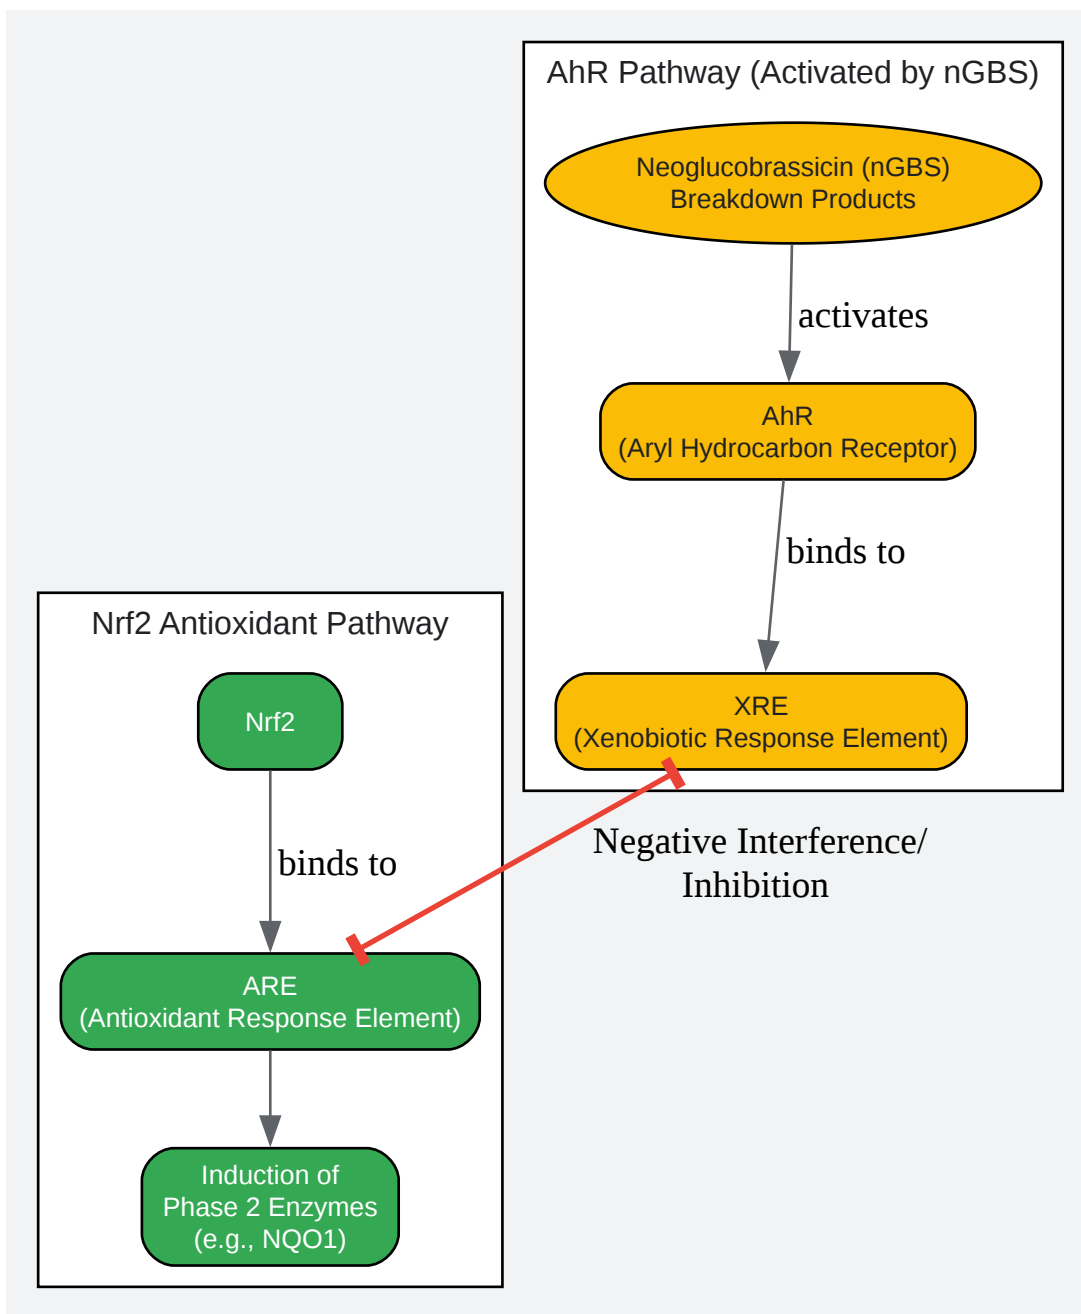 AhR Pathway (Activated by nGBS)
Neoglucobrassicin (nGBS)
Breakdown Products
activates
AhR
(Aryl Hydrocarbon Receptor)
binds to
XRE
(Xenobiotic Response Element)
Negative Interference/
Inhibition
Nrf2 Antioxidant Pathway
Nrf2
binds to
ARE
(Antioxidant Response Element)
Induction of
Phase 2 Enzymes
(e.g., NQO1)